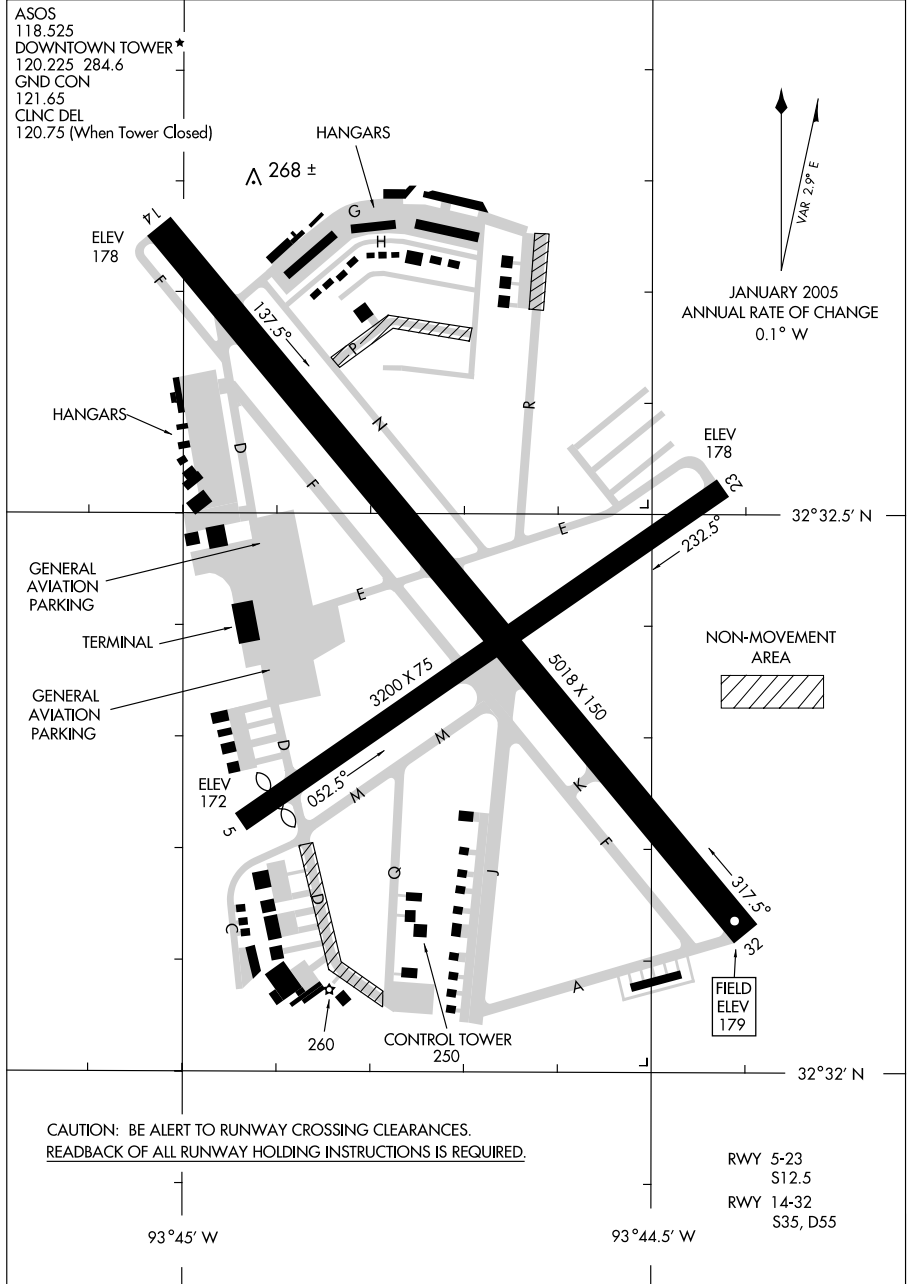 ASOS
118.525
DOWNTOWN TOWER★
120.225 284.6
GND CON
121.65
CLNC DEL
120.75 (When Tower Closed)
HANGARS
268 ±
VAR 2.9° E
JANUARY 2005
ANNUAL RATE OF CHANGE
0.1° W
14
ELEV
178
G
H
F
137.5°
P
HANGARS
N
R
D
F
ELEV
178
23
32°32.5' N
E
232.5°
GENERAL
AVIATION
PARKING
E
TERMINAL
NON-MOVEMENT
AREA
3200 X 75
5018 X 150
GENERAL
AVIATION
PARKING
D
M
ELEV
172
052.5°
M
K
5
F
Q
J
317.5°
D
C
32
A
FIELD
ELEV
179
260
CONTROL TOWER
250
32°32' N
CAUTION: BE ALERT TO RUNWAY CROSSING CLEARANCES.
READBACK OF ALL RUNWAY HOLDING INSTRUCTIONS IS REQUIRED.
RWY 5-23
S12.5
RWY 14-32
S35, D55
93°45' W
93°44.5' W